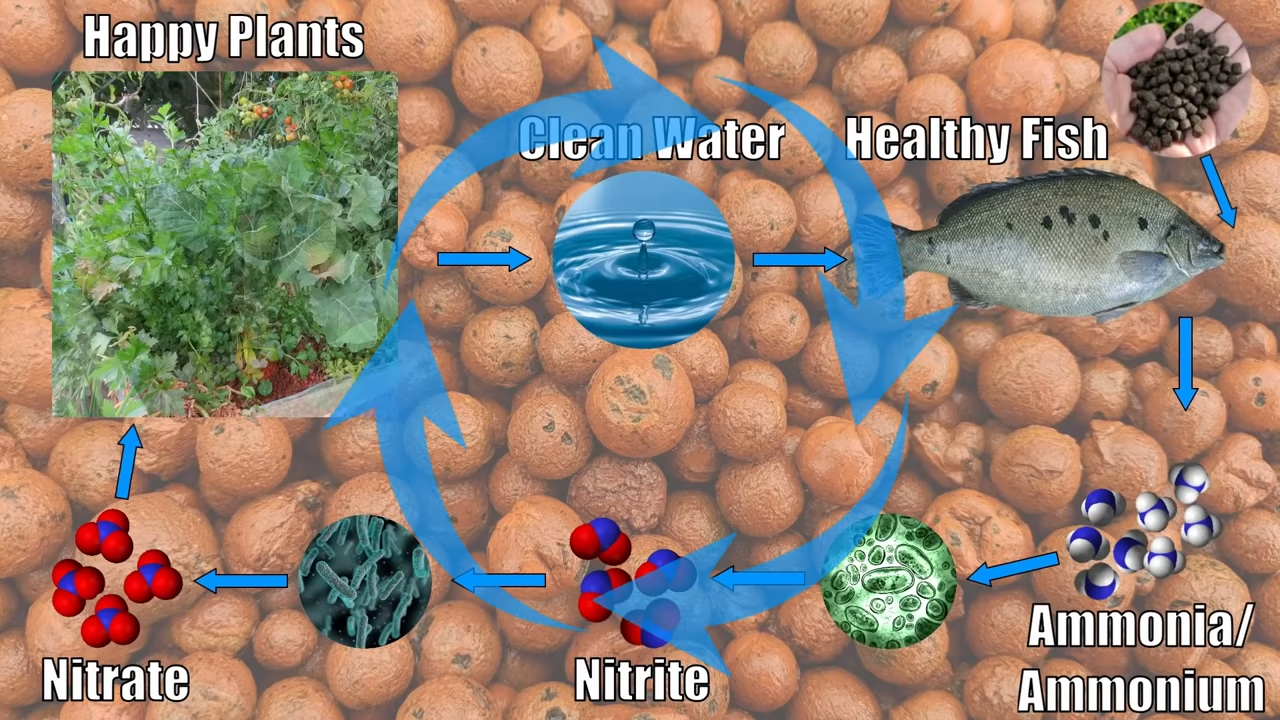 Happy Plants
Clean Water
Healthy Fish
Ammonia/
Ammonium
Nitrite
Nitrate